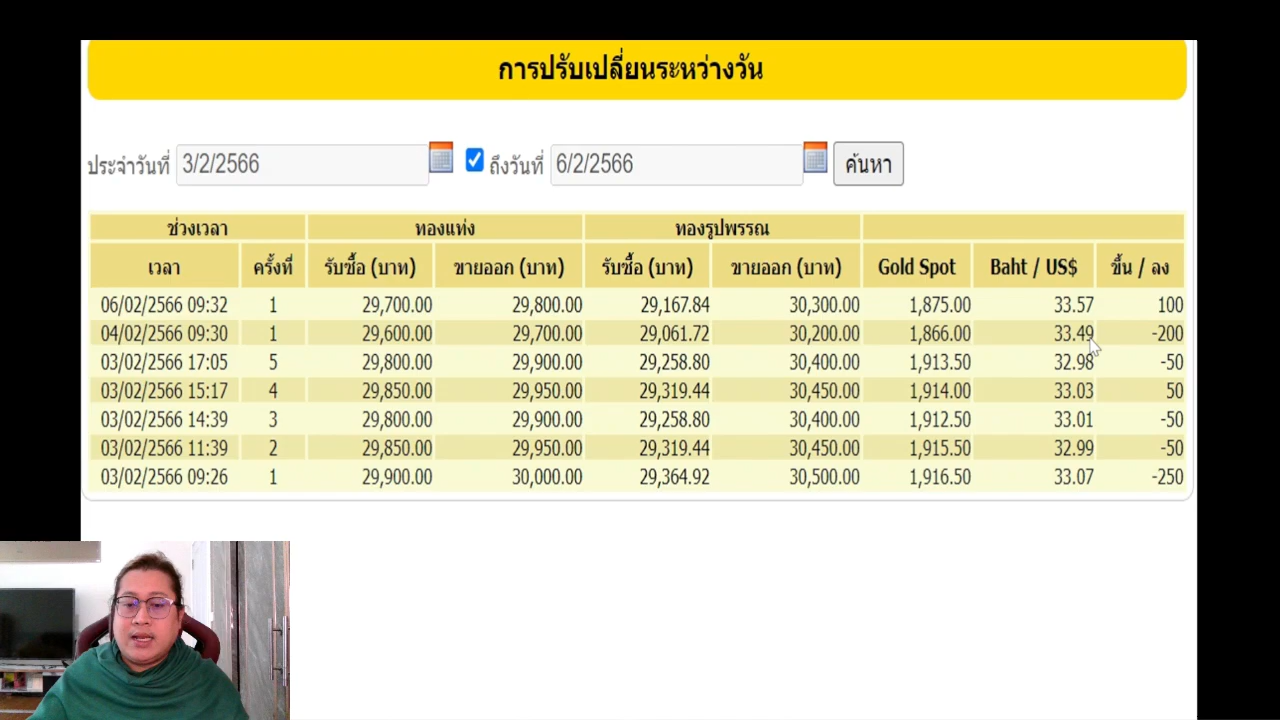 การปรับเปลี่ยนระหว่างวัน
ประจำวันที่ 3/2/2566 ถึงวันที่ 6/2/2566 ค้นหา
ช่วงเวลา ทองแท่ง ทองรูปพรรณ
เวลา ครั้งที่ รับซื้อ (บาท) ขายออก (บาท) รับซื้อ (บาท) ขายออก (บาท) Gold Spot Baht / US$ ขึ้น / ลง
06/02/2566 09:32 1 29,700.00 29,800.00 29,167.84 30,300.00 1,875.00 33.57 100
04/02/2566 09:30 1 29,600.00 29,700.00 29,061.72 30,200.00 1,866.00 33.49 -200
03/02/2566 17:05 5 29,800.00 29,900.00 29,258.80 30,400.00 1,913.50 32.98 -50
03/02/2566 15:17 4 29,850.00 29,950.00 29,319.44 30,450.00 1,914.00 33.03 50
03/02/2566 14:39 3 29,800.00 29,900.00 29,258.80 30,400.00 1,912.50 33.01 -50
03/02/2566 11:39 2 29,850.00 29,950.00 29,319.44 30,450.00 1,915.50 32.99 -50
03/02/2566 09:26 1 29,900.00 30,000.00 29,364.92 30,500.00 1,916.50 33.07 -250